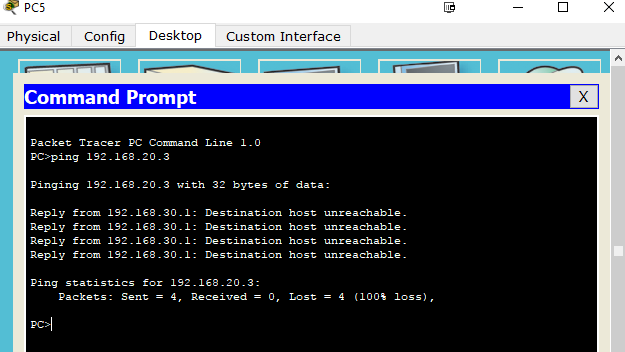 PC5
Physical Config Desktop Custom Interface
Command Prompt X
Packet Tracer PC Command Line 1.0
PC>ping 192.168.20.3
Pinging 192.168.20.3 with 32 bytes of data:
Reply from 192.168.30.1: Destination host unreachable.
Reply from 192.168.30.1: Destination host unreachable.
Reply from 192.168.30.1: Destination host unreachable.
Reply from 192.168.30.1: Destination host unreachable.
Ping statistics for 192.168.20.3:
Packets: Sent = 4, Received = 0, Lost = 4 (100% loss),
PC>